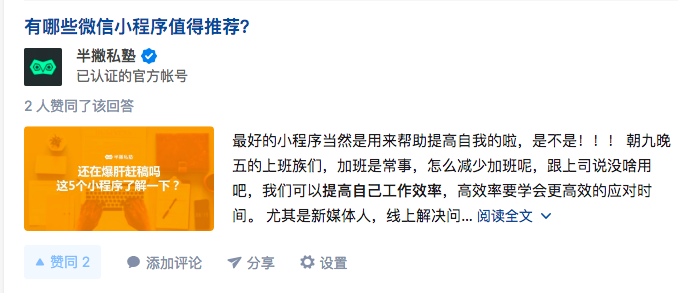 有哪些微信小程序值得推荐?
半撇私塾
已认证的官方帐号
2 人赞同了该回答
半撇私塾
还在爆肝赶稿吗
这5个小程序了解一下?
最好的小程序当然是用来帮助提高自我的啦，是不是！！！ 朝九晚
五的上班族们，加班是常事，怎么减少加班呢，跟上司说没啥用
吧，我们可以提高自己工作效率，高效率要学会更高效的应对时
间。 尤其是新媒体人，线上解决问... 阅读全文
赞同 2 添加评论 分享 设置